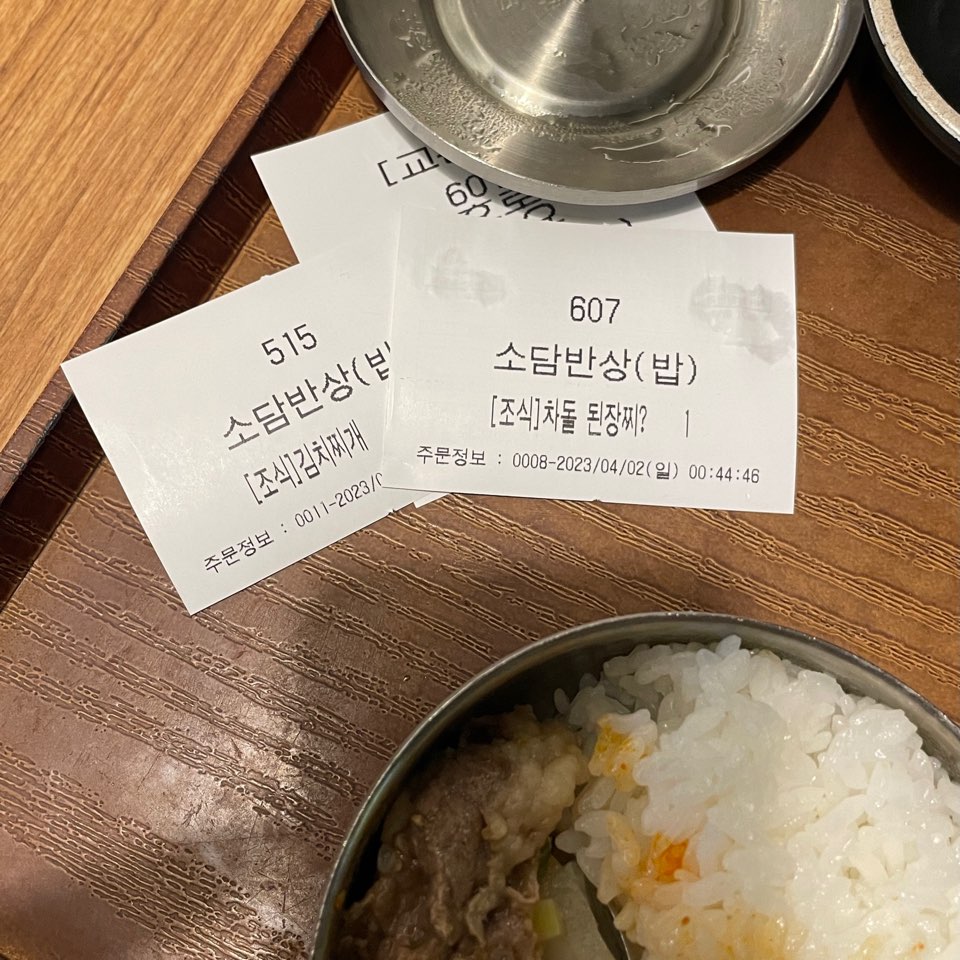 [교
60
607
소담반상(밥)
[조식]차돌 된장찌? 1
주문정보 : 0008-2023/04/02(일) 00:44:46
515
소담반상(밥
[조식]김치찌개
주문정보 : 0011-2023/0